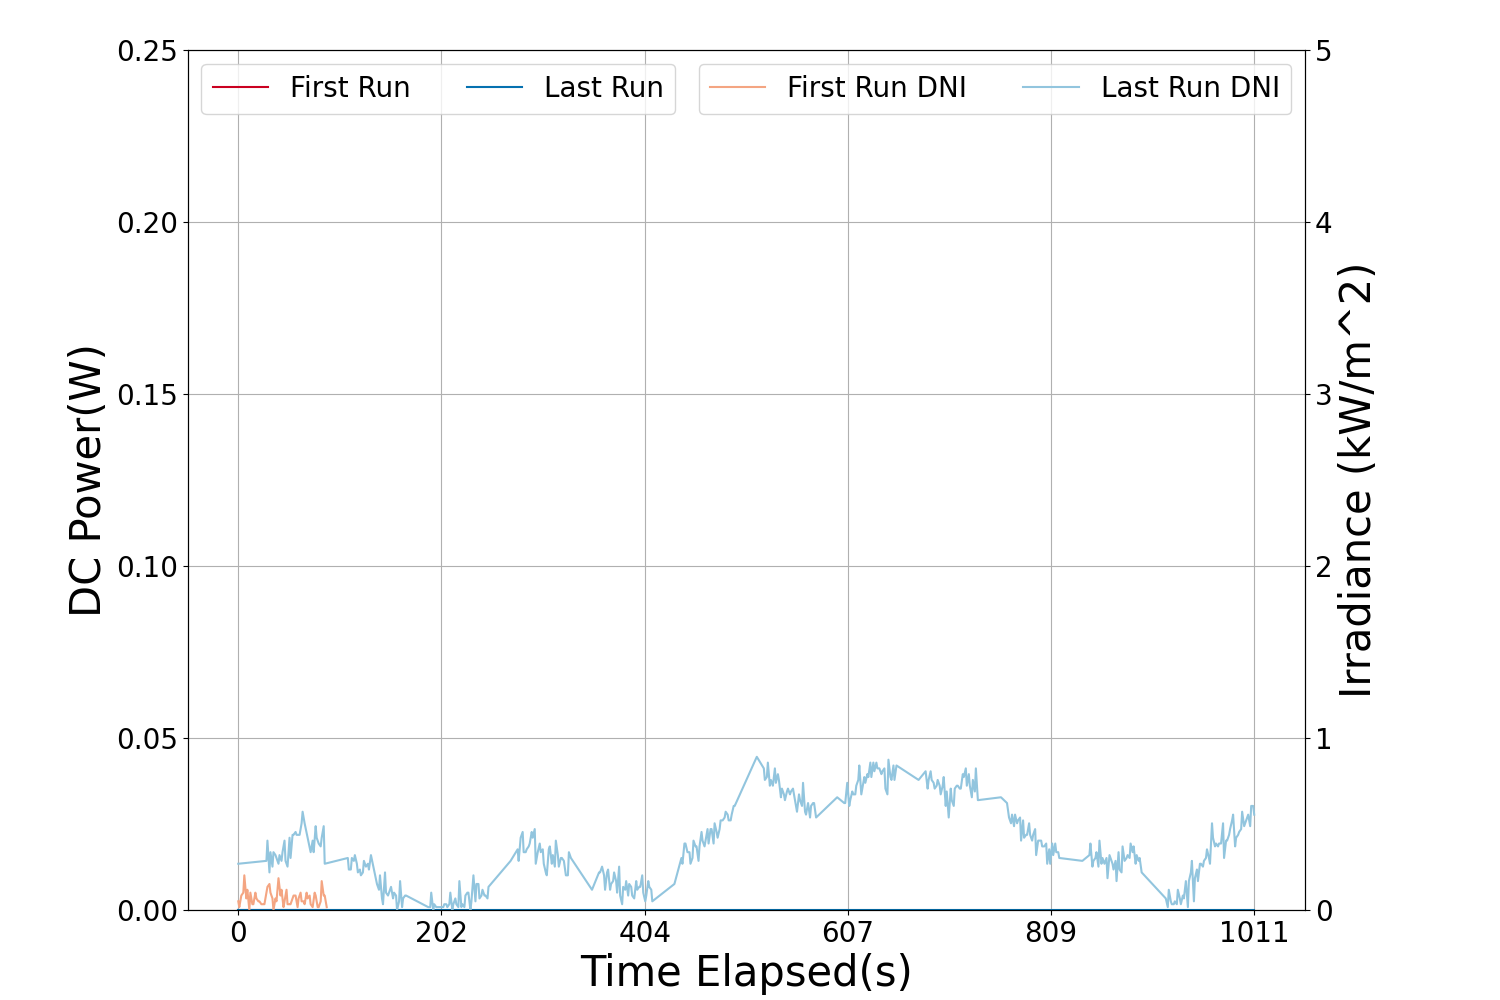 First Run Last Run First Run DNI Last Run DNI
0.25
0.20
0.15
0.10
0.05
0.00
DC Power(W)
5
4
3
2
1
0
Irradiance (kW/m^2)
0 202 404 607 809 1011
Time Elapsed(s)